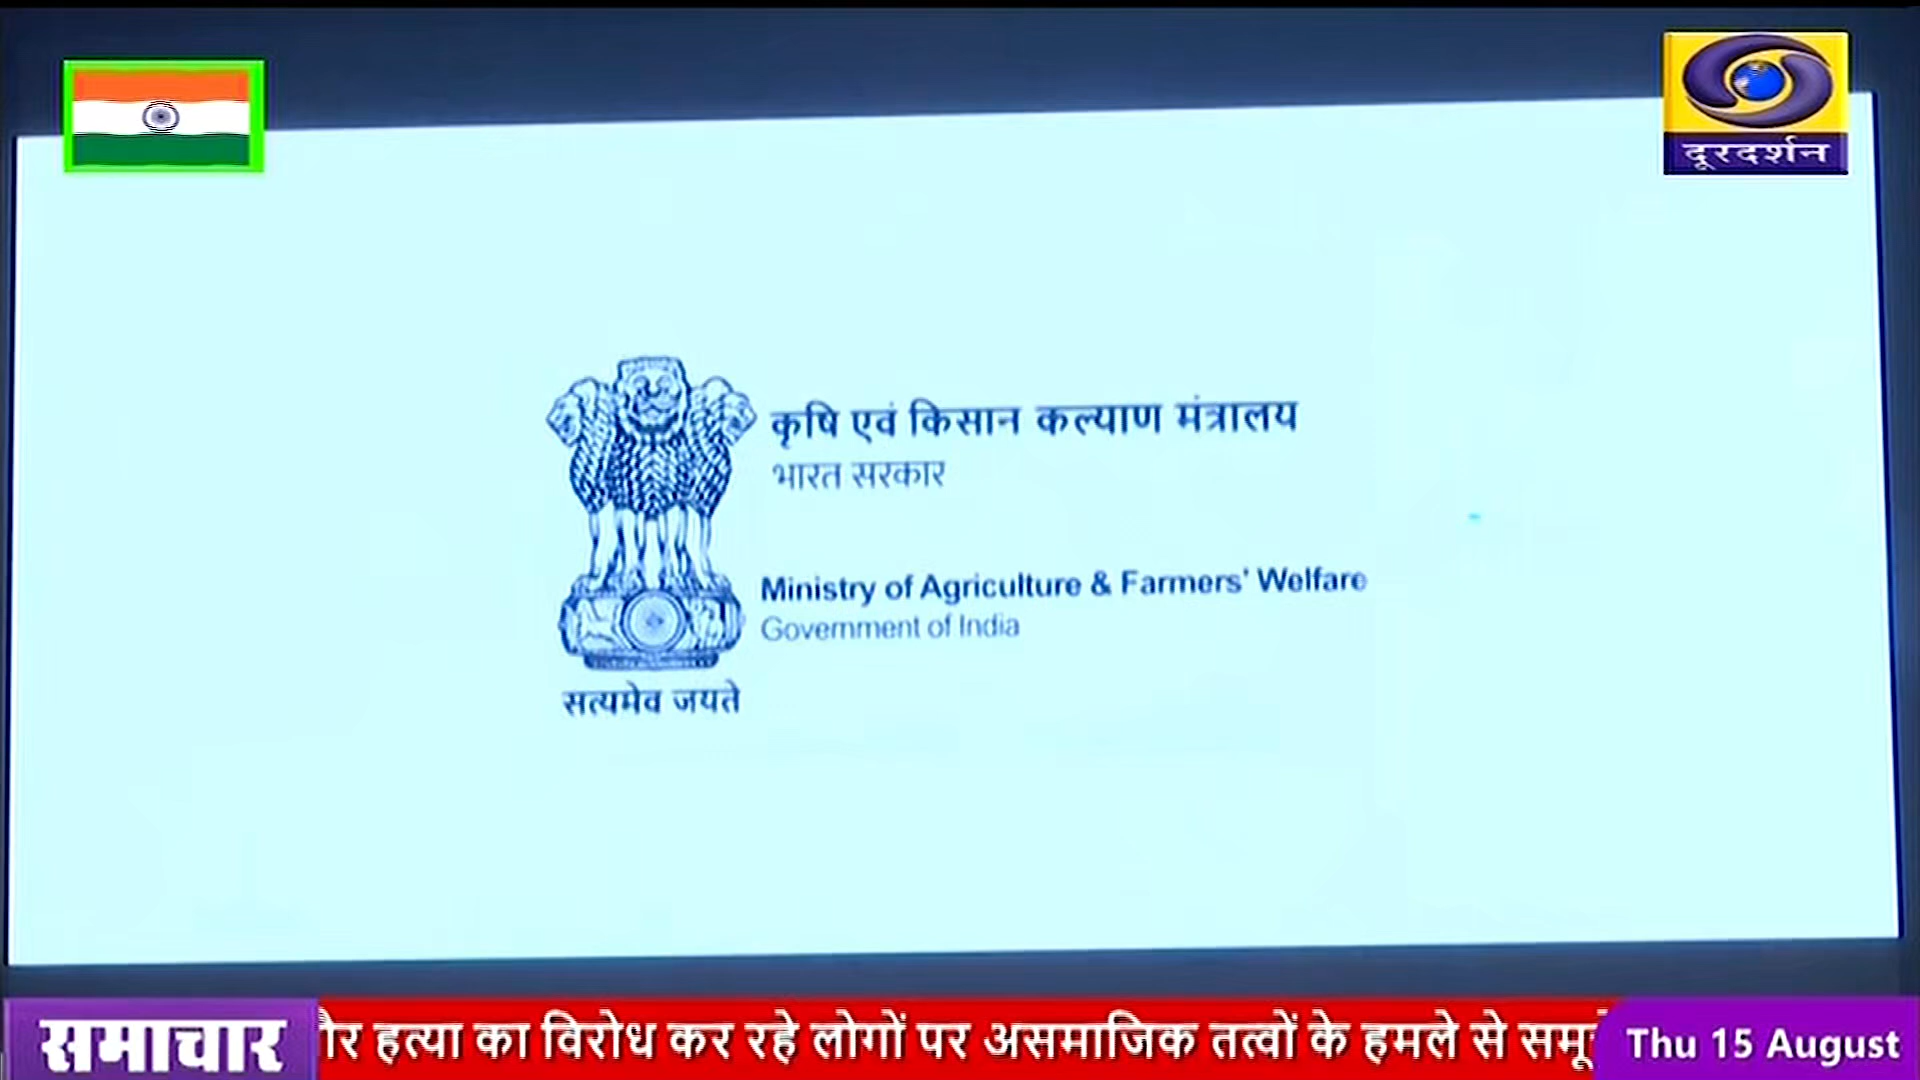 दूरदर्शन
कृषि एवं किसान कल्याण मंत्रालय
भारत सरकार
Ministry of Agriculture & Farmers' Welfare
Government of India
सत्यमेव जयते
समाचार
हत्या का विरोध कर रहे लोगों पर असमाजिक तत्वों के हमले से
Thu 15 August